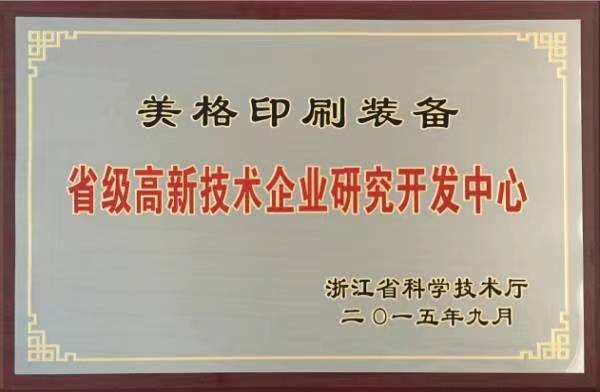 美格印刷装备
省级高新技术企业研究开发中心
浙江省科学技术厅
二〇一五年九月